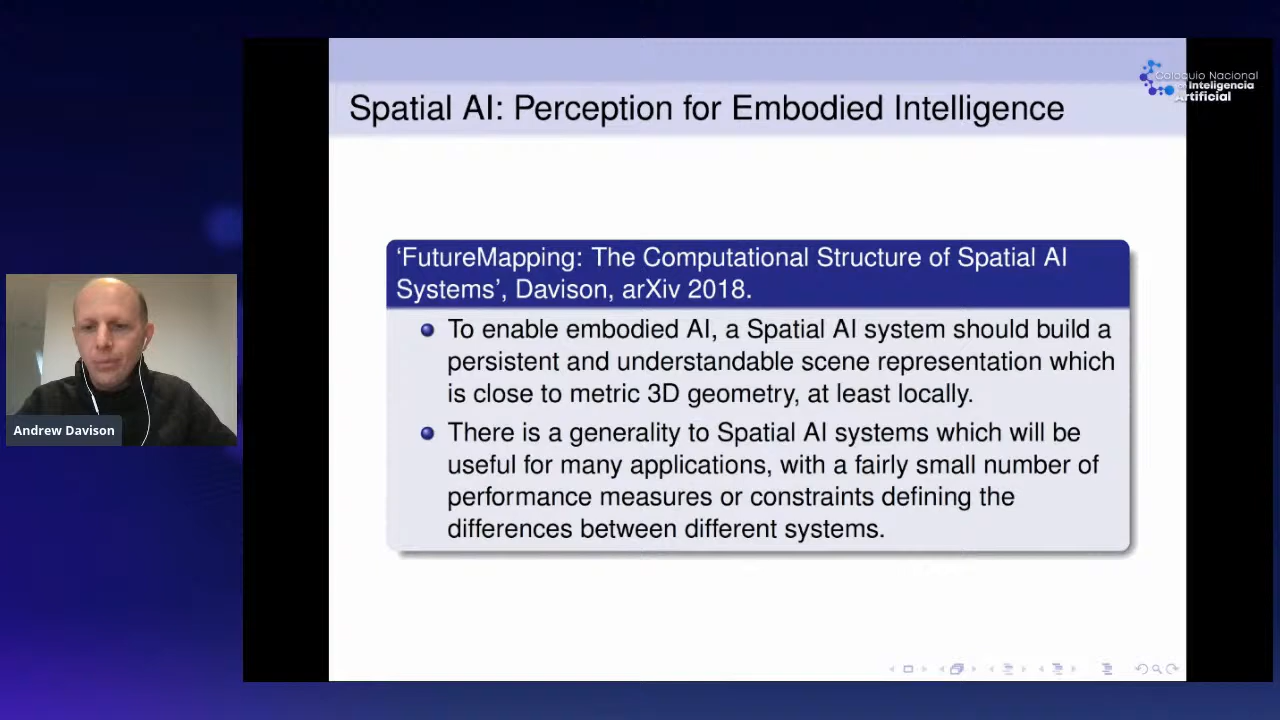 Spatial AI: Perception for Embodied Intelligence
Coloquio Nacional
de Inteligencia
Artificial
‘FutureMapping: The Computational Structure of Spatial AI
Systems’, Davison, arXiv 2018.
To enable embodied AI, a Spatial AI system should build a
persistent and understandable scene representation which
is close to metric 3D geometry, at least locally.
There is a generality to Spatial AI systems which will be
useful for many applications, with a fairly small number of
performance measures or constraints defining the
differences between different systems.
Andrew Davison